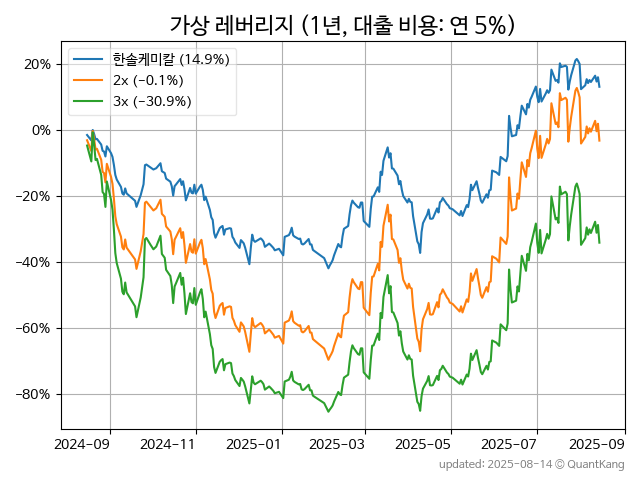 가상 레버리지 (1년, 대출 비용: 연 5%)
한솔케미칼 (14.9%)
2x (−0.1%)
3x (−30.9%)
20%
0%
−20%
−40%
−60%
−80%
2024−09 2024−11 2025−01 2025−03 2025−05 2025−07 2025−09
updated: 2025-08-14 © QuantKang